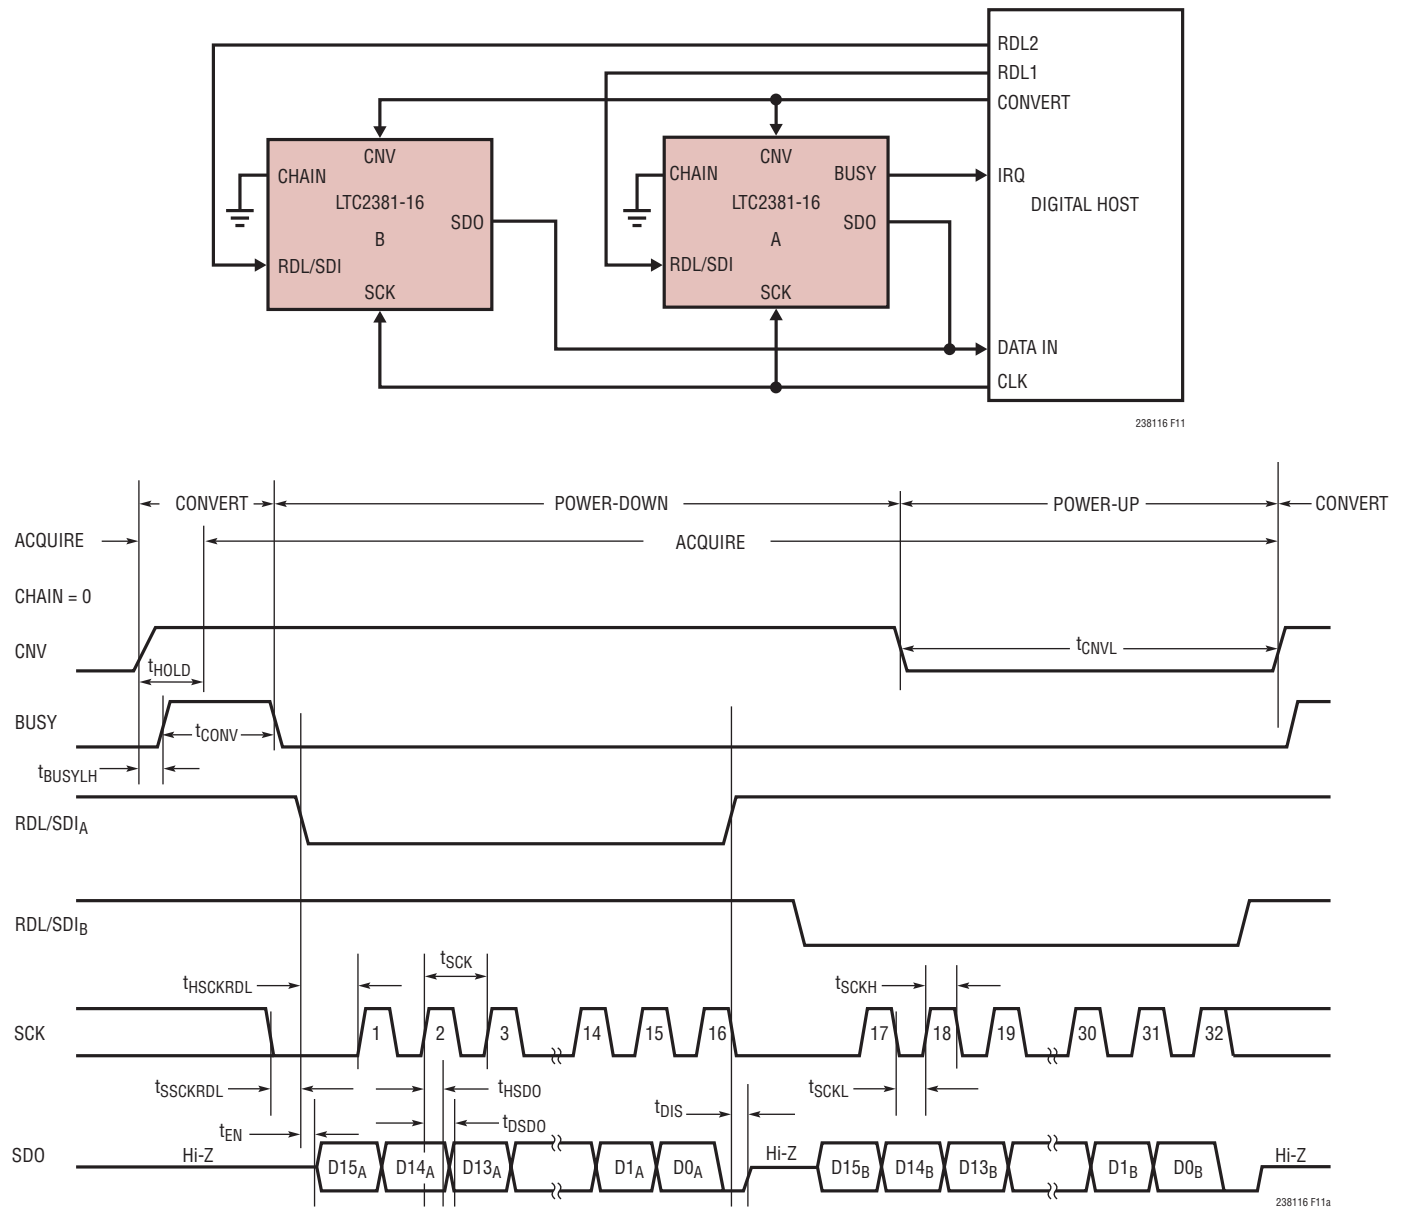 RDL2
RDL1
CONVERT
CNV
CNV
CHAIN
CHAIN
BUSY
IRQ
LTC2381-16
LTC2381-16
DIGITAL HOST
SDO
SDO
B
A
RDL/SDI
RDL/SDI
SCK
SCK
DATA IN
CLK
238116 F11
CONVERT
POWER-DOWN
POWER-UP
CONVERT
ACQUIRE
ACQUIRE
CHAIN = 0
CNV
tHOLD
tCNVL
BUSY
tCONV
tBUSYLH
RDL/SDIA
RDL/SDIB
tSCK
tHSCKRDL
tSCKH
SCK
1 2 3 14 15 16 17 18 19 30 31 32
tSSCKRDL
tHSDO
tSCKL
tDIS
tDSDO
tEN
SDO
Hi-Z D15A D14A D13A D1A D0A Hi-Z D15B D14B D13B D1B D0B Hi-Z
238116 F11a